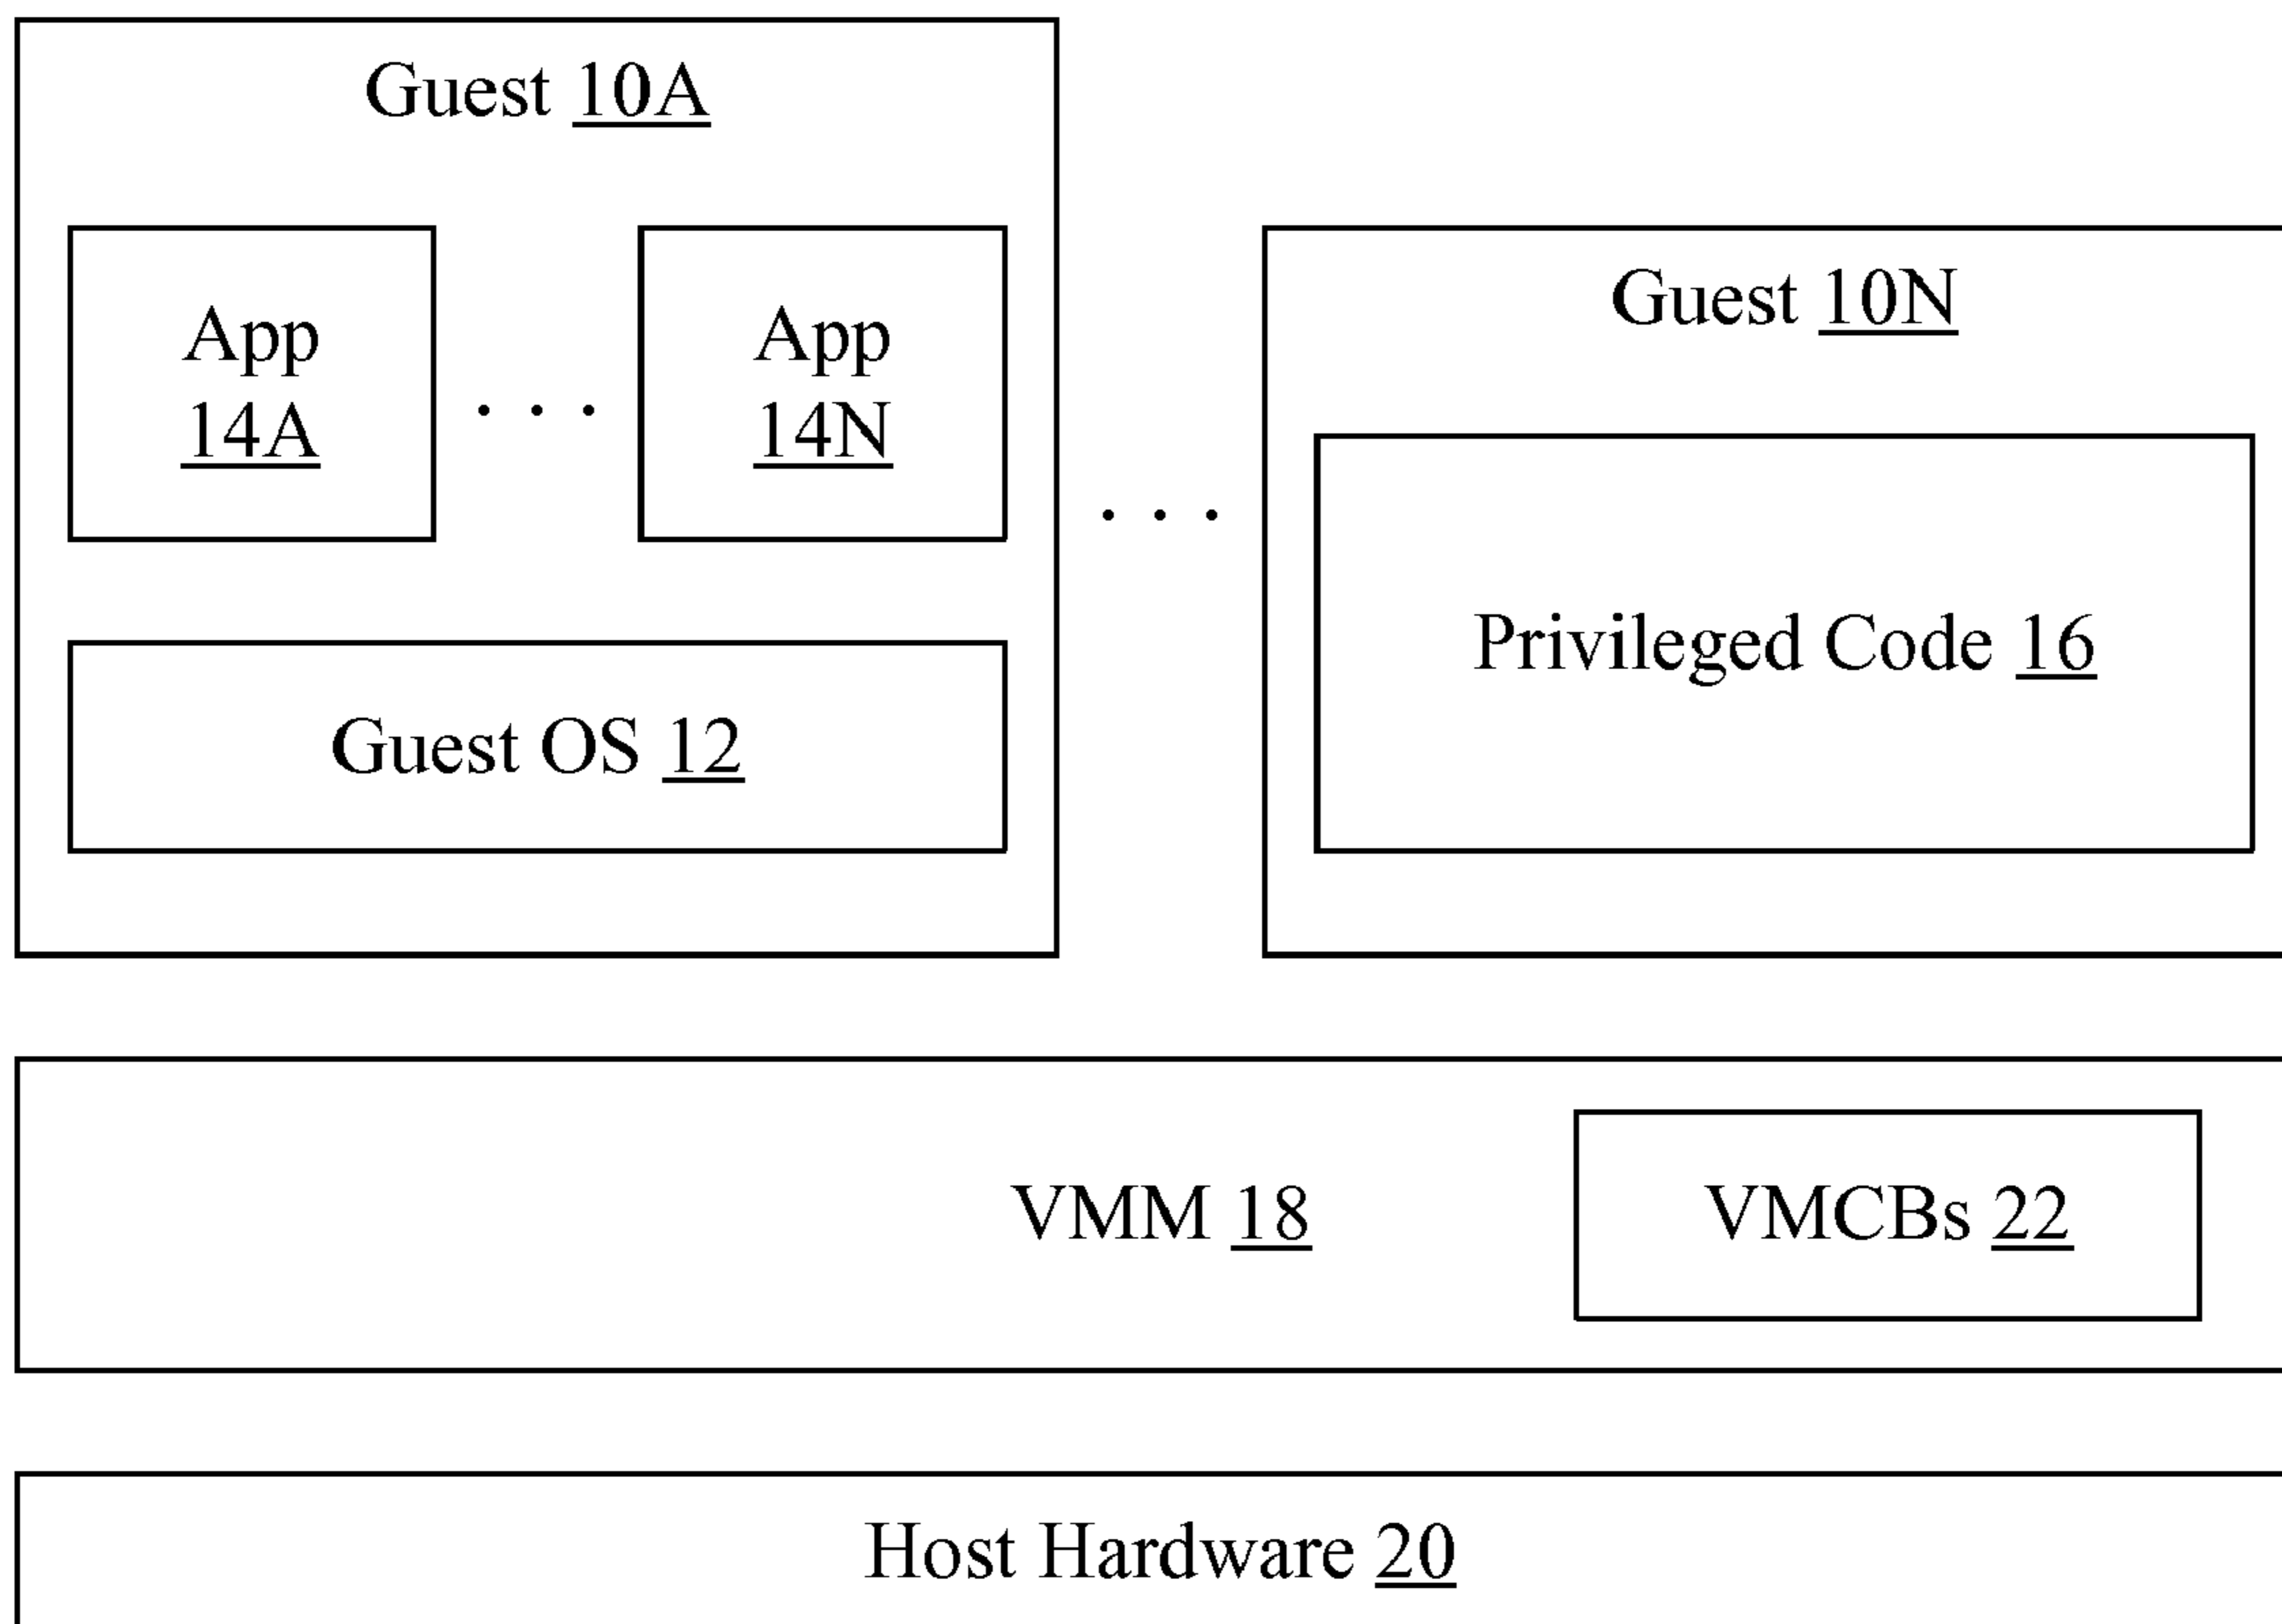 Guest 10A
App
14A
. . .
App
14N
Guest OS 12
. . .
Guest 10N
Privileged Code 16
VMM 18
VMCBs 22
Host Hardware 20